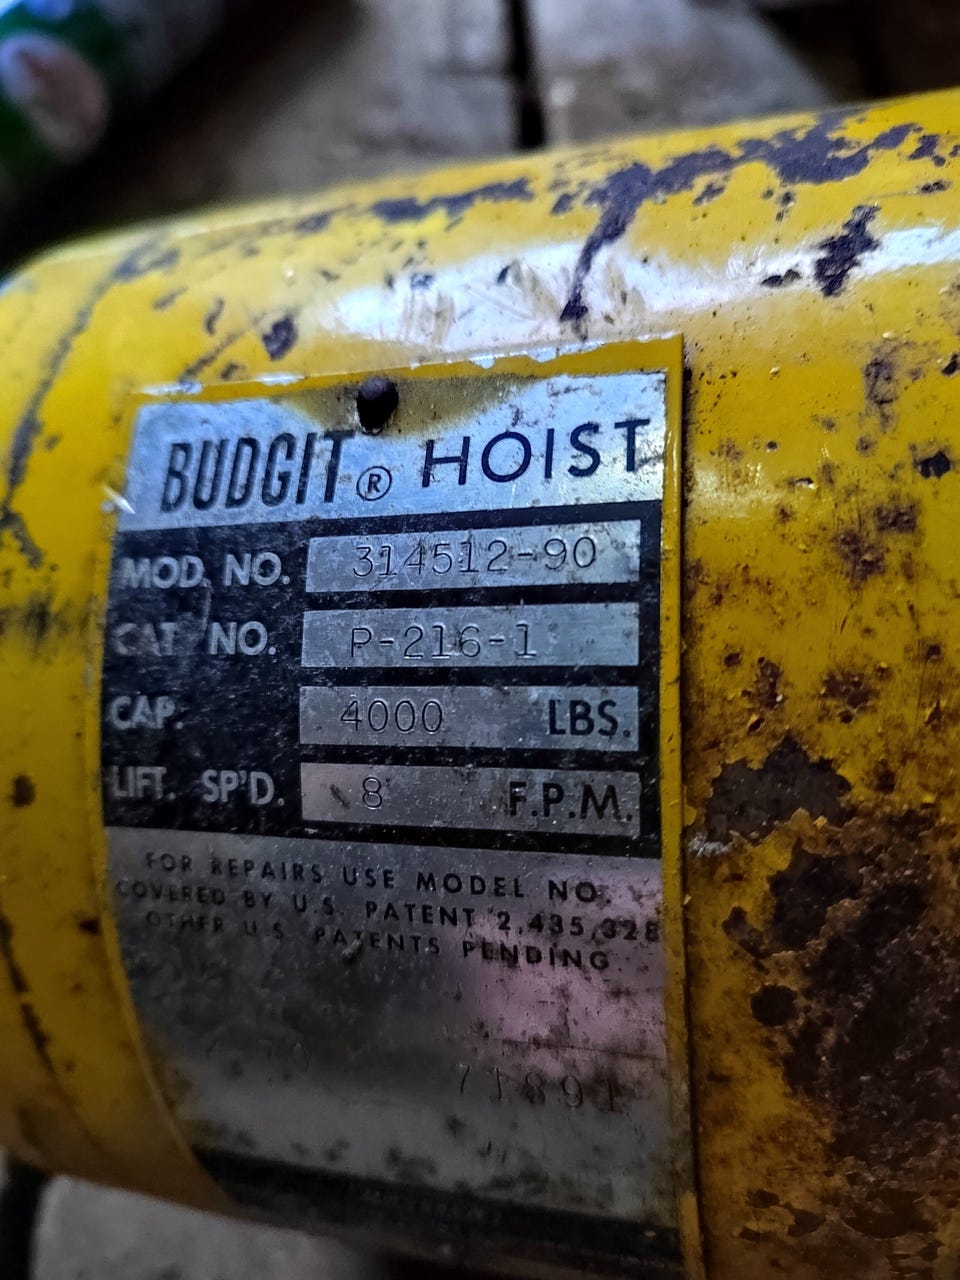 BUDGIT® HOIST
MOD. NO. 314512-90
CAT. NO. P-216-1
CAP. 4000 LBS.
LIFT. SP'D. 8 F.P.M.
FOR REPAIRS USE MODEL NO.
COVERED BY U.S. PATENT 2,435,328
OTHER U.S. PATENTS PENDING
71891